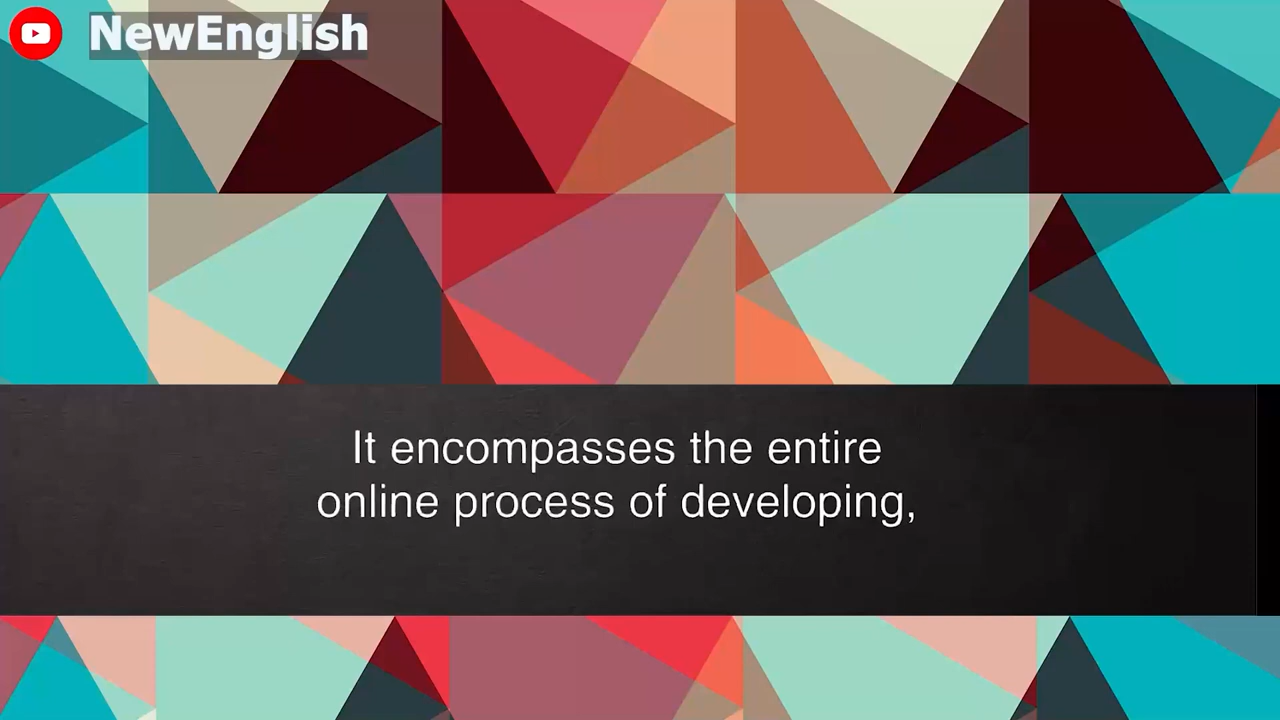 NewEnglish
It encompasses the entire
online process of developing,